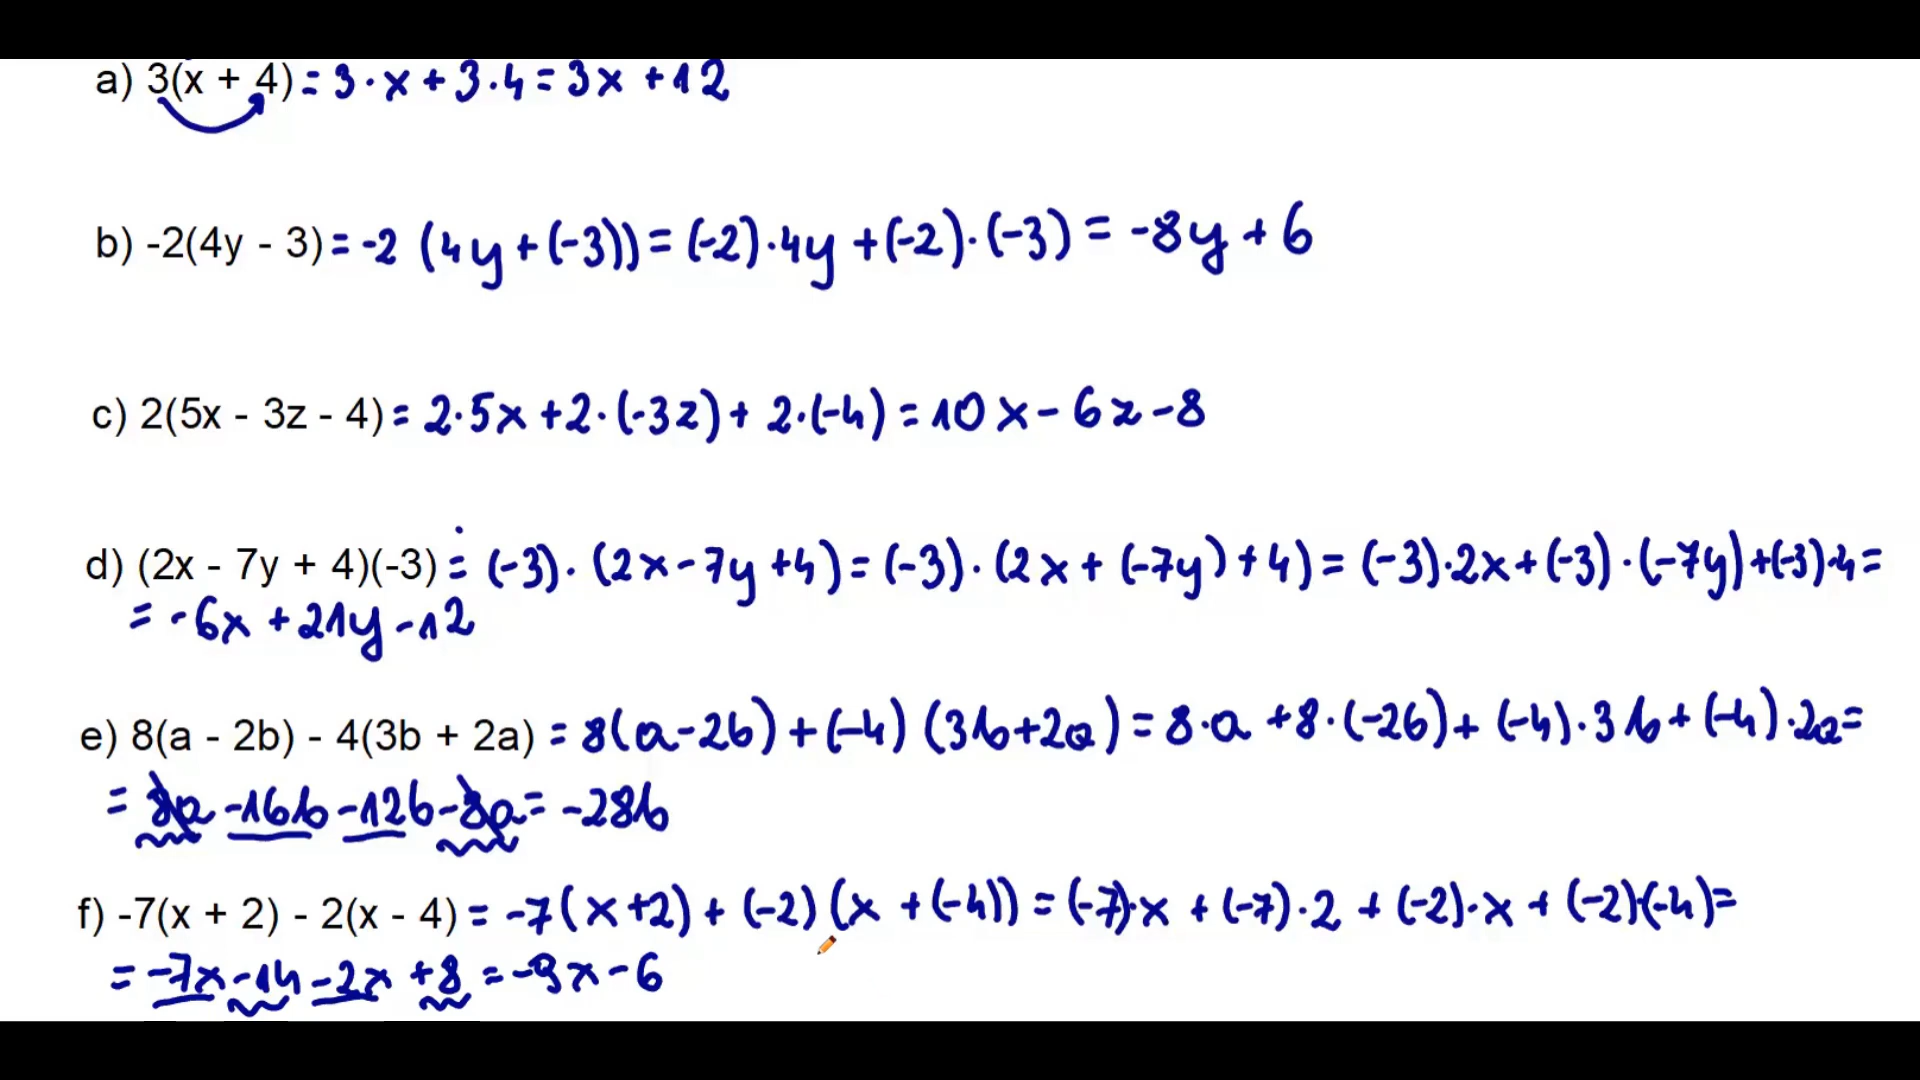 a) 3(x + 4) = 3·x + 3·4 = 3x + 12
b) -2(4y - 3) = -2 (4y + (-3)) = (-2)·4y + (-2)·(-3) = -8y + 6
c) 2(5x - 3z - 4) = 2·5x + 2·(-3z) + 2·(-4) = 10x - 6z - 8
d) (2x - 7y + 4)(-3) = (-3)·(2x - 7y + 4) = (-3)·(2x + (-7y) + 4) = (-3)·2x + (-3)·(-7y) + (-3)·4 =
= -6x + 21y - 12
e) 8(a - 2b) - 4(3b + 2a) = 8(a - 2b) + (-4) (3b + 2a) = 8·a + 8·(-2b) + (-4)·3b + (-4)·2a =
= 8a - 16b - 12b - 8a = -28b
f) -7(x + 2) - 2(x - 4) = -7(x + 2) + (-2)(x + (-4)) = (-7)·x + (-7)·2 + (-2)·x + (-2)·(-4) =
= -7x - 14 - 2x + 8 = -9x - 6